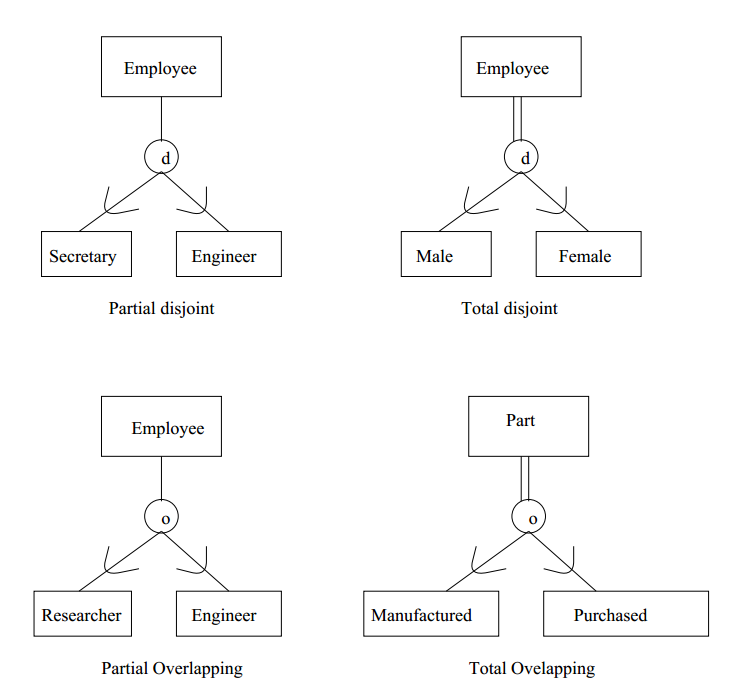 Employee
d
Secretary
Engineer
Partial disjoint
Employee
d
Male
Female
Total disjoint
Employee
o
Researcher
Engineer
Partial Overlapping
Part
o
Manufactured
Purchased
Total Ovelapping